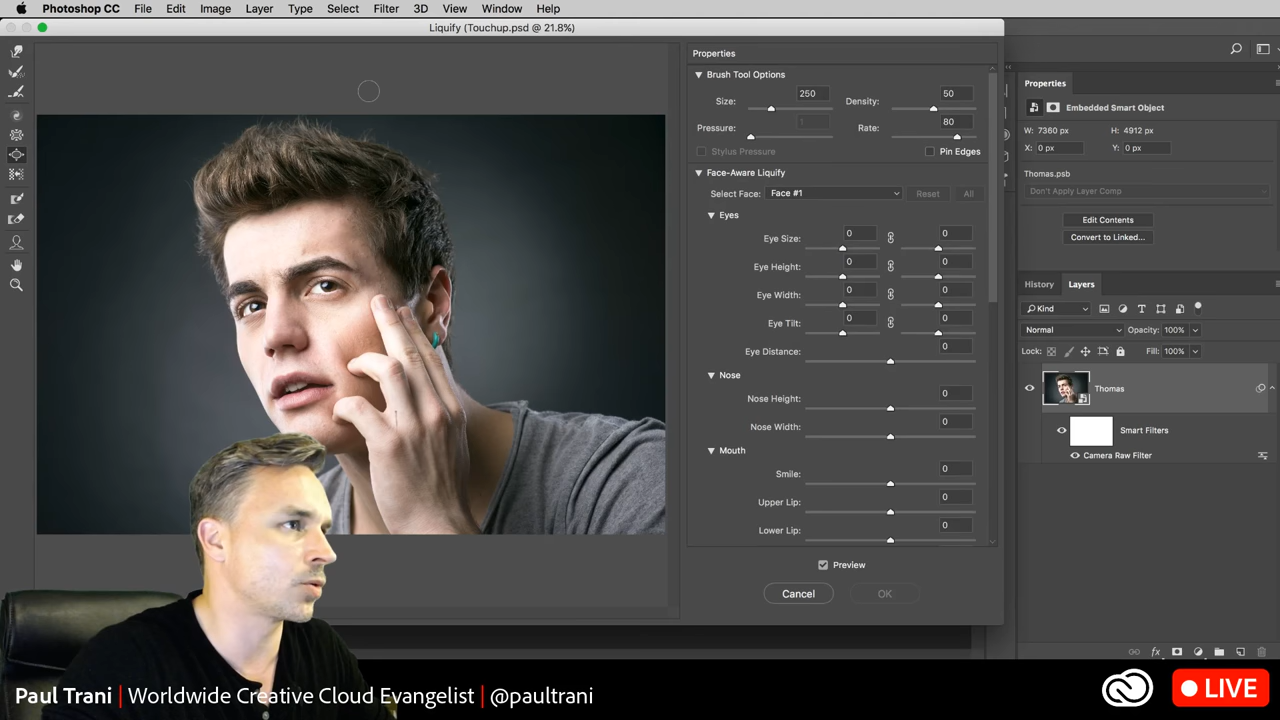 Photoshop CC File Edit Image Layer Type Select Filter 3D View Window Help
Liquify (Touchup.psd @ 21.8%)
Properties
Brush Tool Options
Size: 250 Density: 50
Pressure: 1 Rate: 80
Stylus Pressure Pin Edges
Face-Aware Liquify
Select Face: Face #1 Reset All
Eyes
Eye Size: 0 0
Eye Height: 0 0
Eye Width: 0 0
Eye Tilt: 0 0
Eye Distance: 0
Nose
Nose Height: 0
Nose Width: 0
Mouth
Smile: 0
Upper Lip: 0
Lower Lip: 0
Preview
Cancel OK
Properties
Embedded Smart Object
W: 7360 px H: 4912 px
X: 0 px Y: 0 px
Thomas.psb
Don't Apply Layer Comp
Edit Contents
Convert to Linked...
History Layers
Kind
Normal Opacity: 100%
Lock: Fill: 100%
Thomas
Smart Filters
Camera Raw Filter
fx
Paul Trani | Worldwide Creative Cloud Evangelist | @paultrani
LIVE